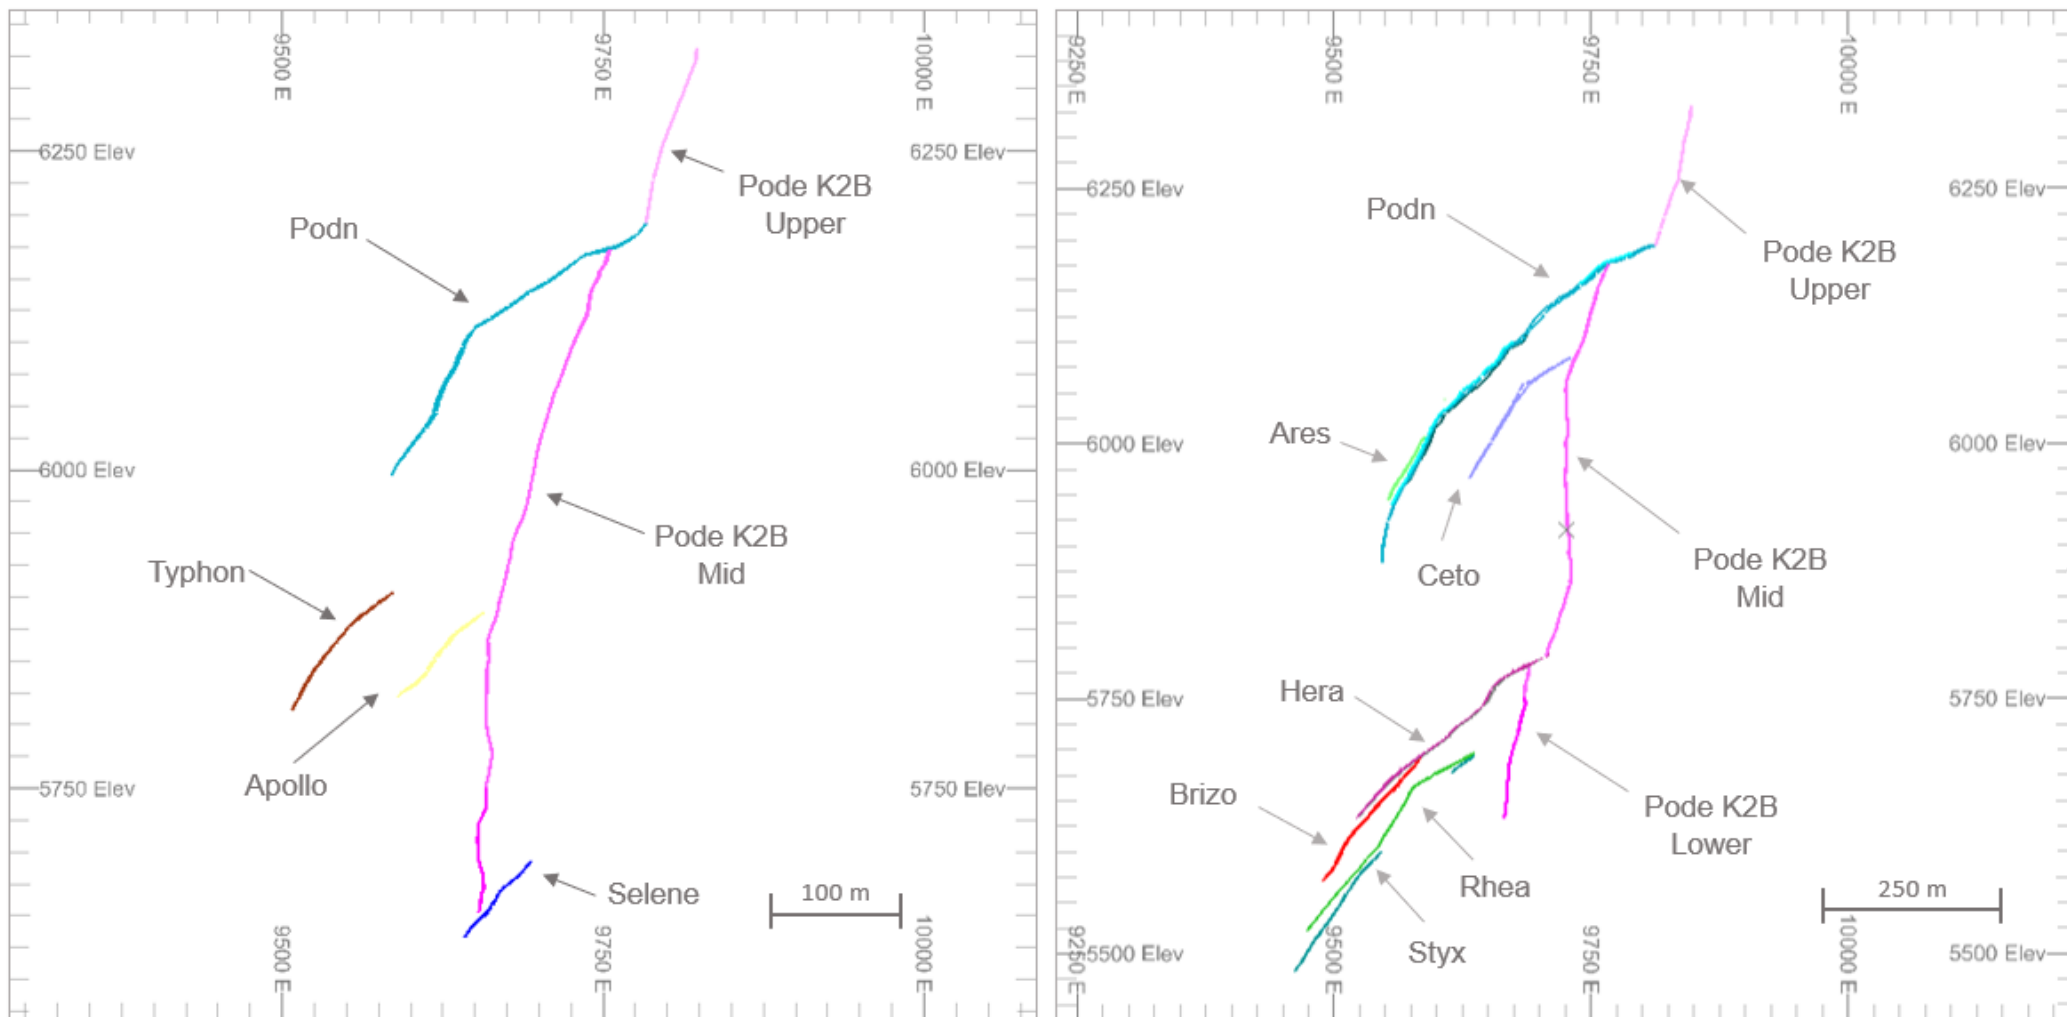 9500 E
9750 E
10000 E
6250 Elev
6250 Elev
Pode K2B
Upper
Podn
6000 Elev
6000 Elev
Pode K2B
Mid
Typhon
Apollo
5750 Elev
5750 Elev
Selene
100 m
9500 E
9750 E
10000 E
9250 E
9500 E
9750 E
10000 E
6250 Elev
6250 Elev
Podn
Pode K2B
Upper
Ares
6000 Elev
6000 Elev
Ceto
Pode K2B
Mid
Hera
5750 Elev
5750 Elev
Brizo
Pode K2B
Lower
Rhea
250 m
Styx
5500 Elev
5500 Elev
9250 E
9500 E
9750 E
10000 E